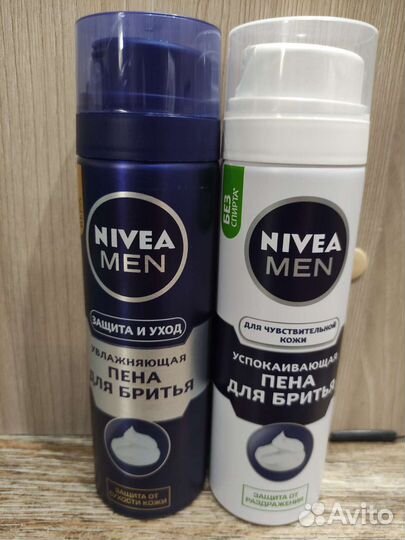 NIVEA
MEN
ЗАЩИТА И УХОД
УВЛАЖНЯЮЩАЯ
ПЕНА
ДЛЯ БРИТЬЯ
ЗАЩИТА ОТ
СУХОСТИ КОЖИ
БЕЗ
СПИРТА*
NIVEA
MEN
ДЛЯ ЧУВСТВИТЕЛЬНОЙ
КОЖИ
УСПОКАИВАЮЩАЯ
ПЕНА
ДЛЯ БРИТЬЯ
ЗАЩИТА ОТ
РАЗДРАЖЕНИЯ
Avito